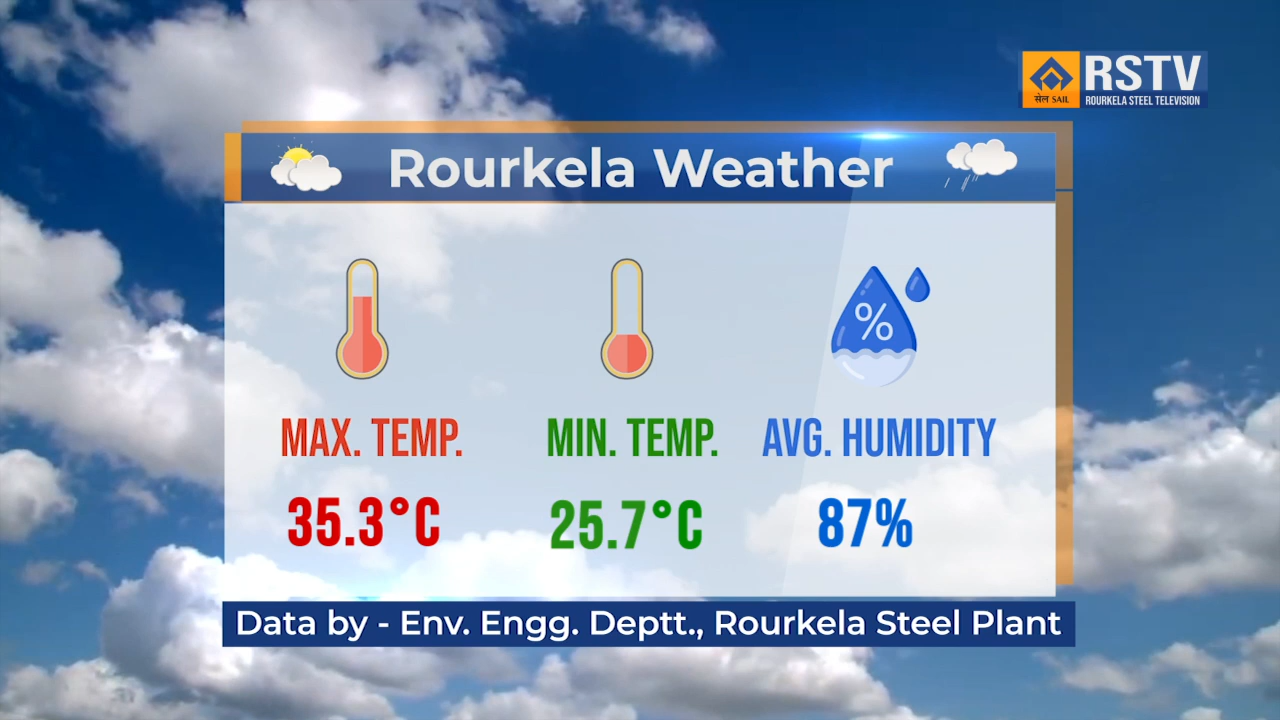 सेल SAIL
RSTV
ROURKELA STEEL TELEVISION
Rourkela Weather
%
MAX. TEMP.
MIN. TEMP.
AVG. HUMIDITY
35.3°C
25.7°C
87%
Data by - Env. Engg. Deptt., Rourkela Steel Plant